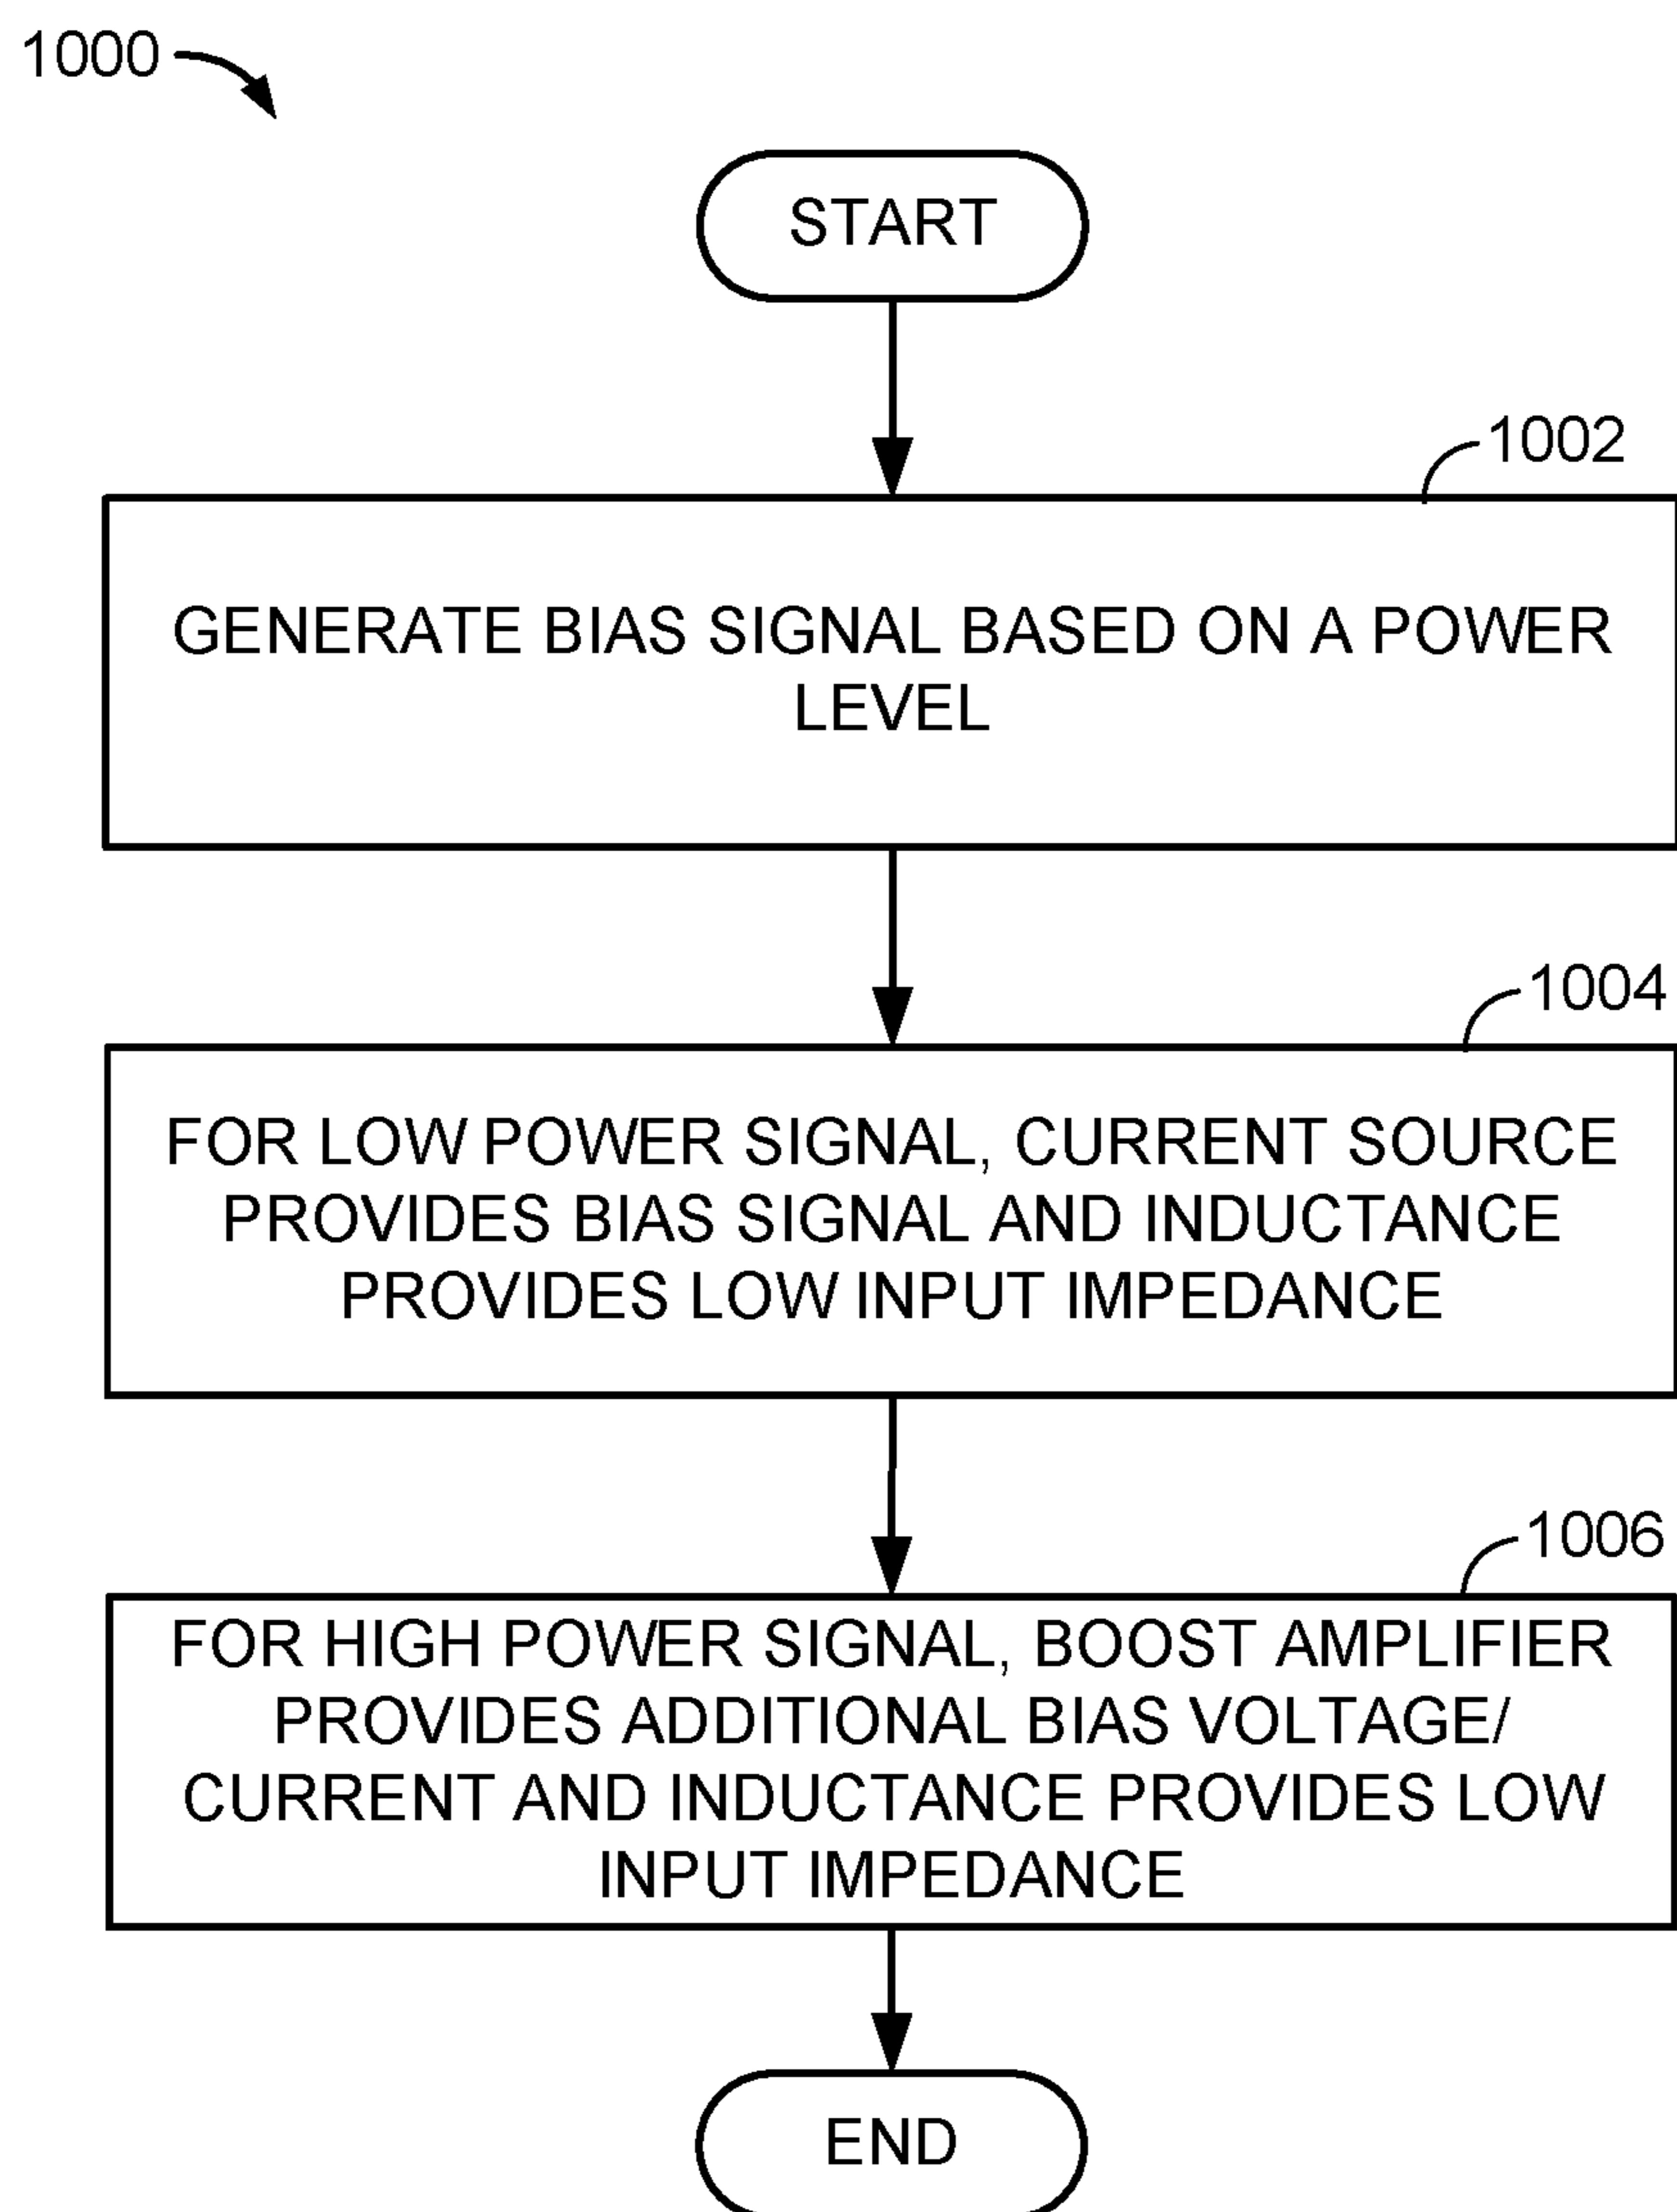 1000
START
1002
GENERATE BIAS SIGNAL BASED ON A POWER
LEVEL
1004
FOR LOW POWER SIGNAL, CURRENT SOURCE
PROVIDES BIAS SIGNAL AND INDUCTANCE
PROVIDES LOW INPUT IMPEDANCE
1006
FOR HIGH POWER SIGNAL, BOOST AMPLIFIER
PROVIDES ADDITIONAL BIAS VOLTAGE/
CURRENT AND INDUCTANCE PROVIDES LOW
INPUT IMPEDANCE
END